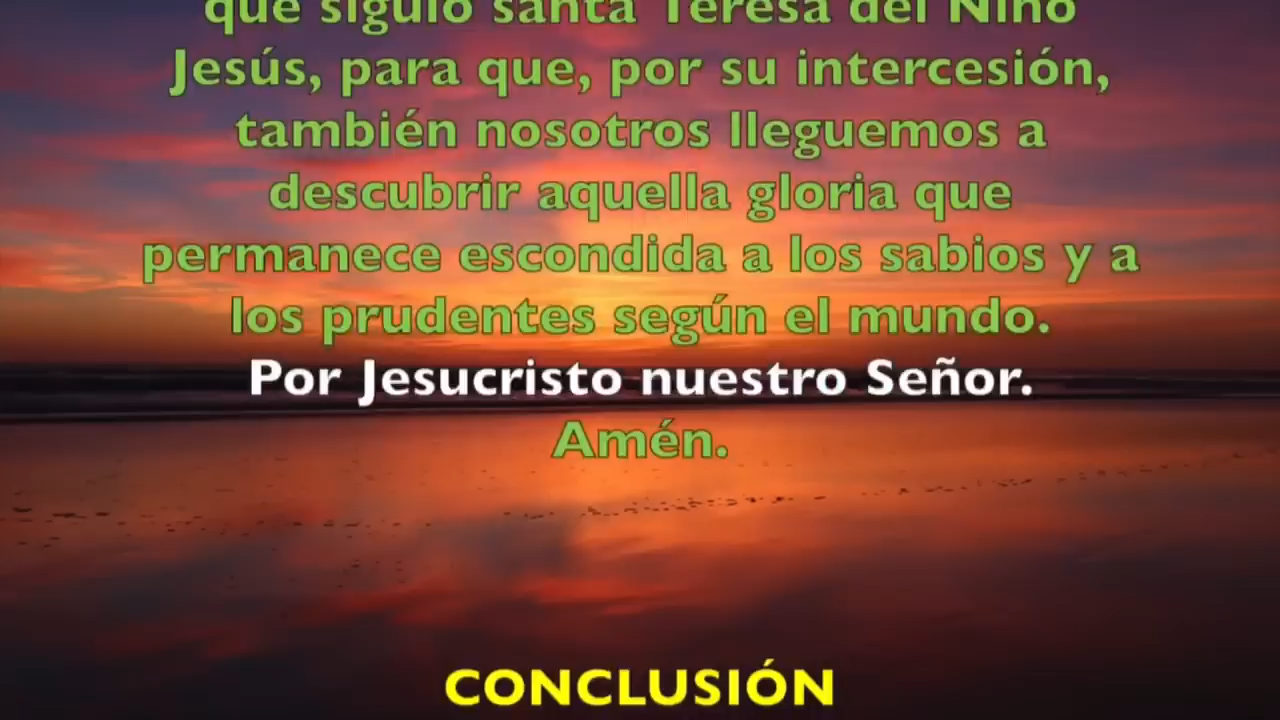 que siguió santa Teresa del Niño
Jesús, para que, por su intercesión,
también nosotros lleguemos a
descubrir aquella gloria que
permanece escondida a los sabios y a
los prudentes según el mundo.
Por Jesucristo nuestro Señor.
Amén.
CONCLUSIÓN